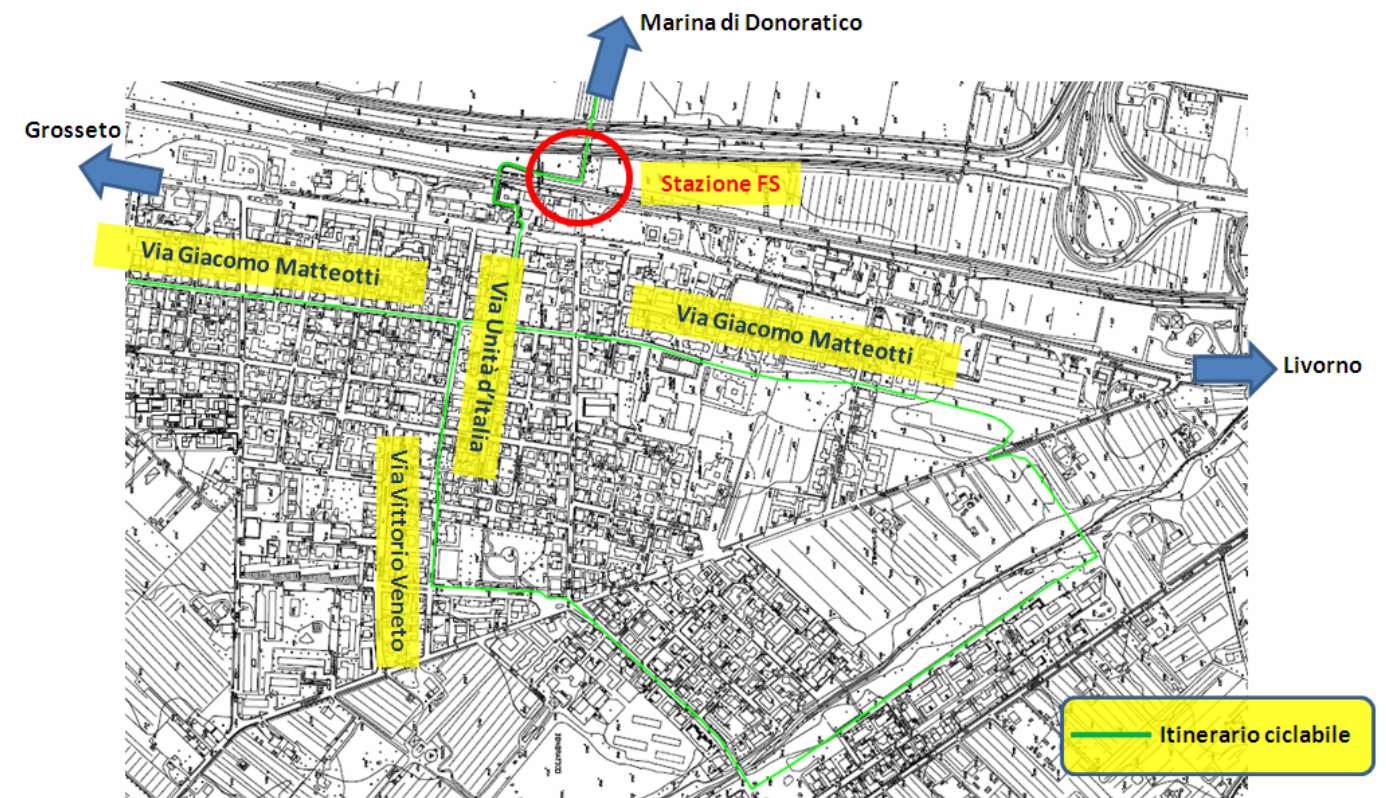 Marina di Donoratico
Grosseto
Stazione FS
Via Giacomo Matteotti
Via Unità d'Italia
Via Giacomo Matteotti
Livorno
Via Vittorio Veneto
Itinerario ciclabile